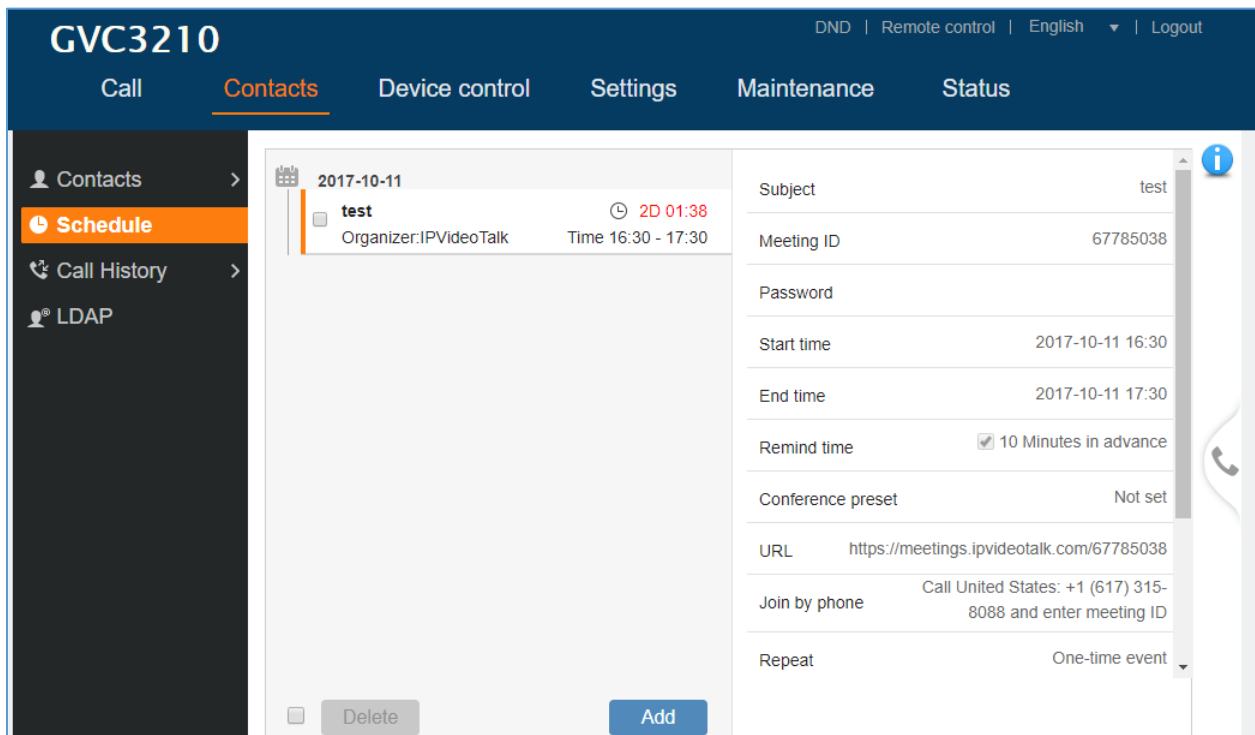 GVC3210
DND | Remote control | English | Logout
Call Contacts Device control Settings Maintenance Status
Contacts
Schedule
Call History
LDAP
2017-10-11
test 2D 01:38
Organizer:IPVideoTalk Time 16:30 - 17:30
Delete Add
Subject test
Meeting ID 67785038
Password
Start time 2017-10-11 16:30
End time 2017-10-11 17:30
Remind time 10 Minutes in advance
Conference preset Not set
URL https://meetings.ipvideotalk.com/67785038
Join by phone Call United States: +1 (617) 315-
8088 and enter meeting ID
Repeat One-time event